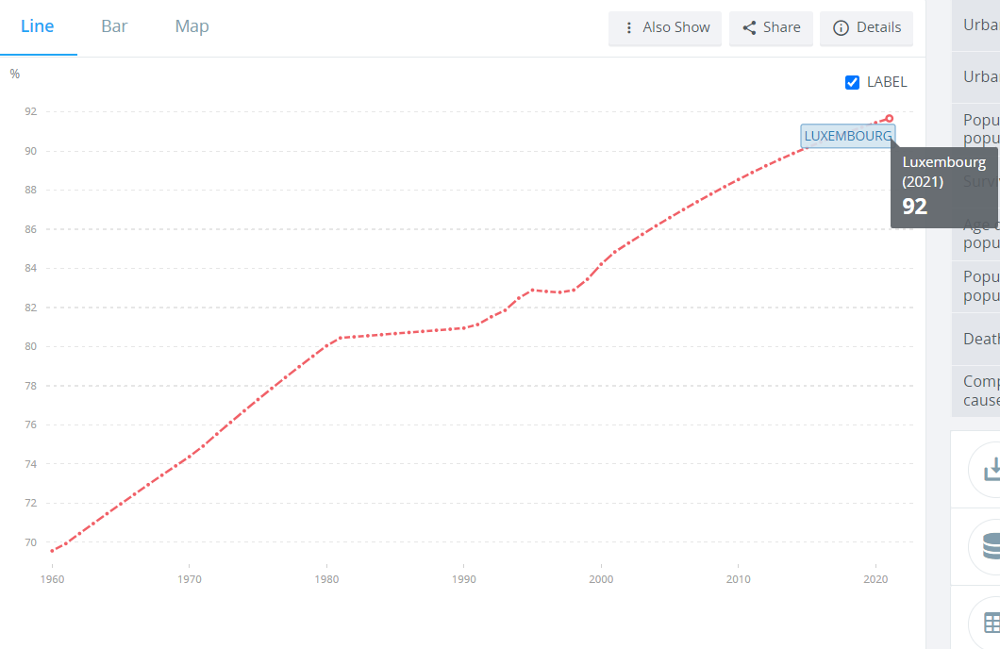 Line
Bar
Map
Also Show
Share
Details
%
LABEL
92
90
88
86
84
82
80
78
76
74
72
70
1960
1970
1980
1990
2000
2010
2020
LUXEMBOURG
Luxembourg
(2021)
92
Urba
Urba
Popu
popu
Surv
Age o
popu
Popu
popu
Death
Comp
cause